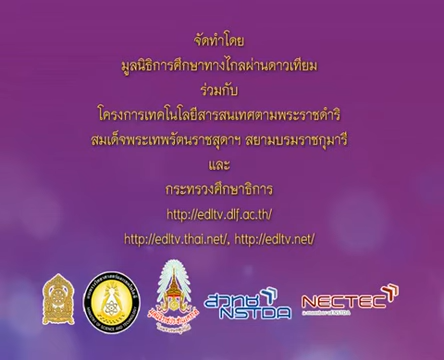 จัดทำโดย
มูลนิธิการศึกษาทางไกลผ่านดาวเทียม
ร่วมกับ
โครงการเทคโนโลยีสารสนเทศตามพระราชดำริ
สมเด็จพระเทพรัตนราชสุดาฯ สยามบรมราชกุมารี
และ
กระทรวงศึกษาธิการ
http://edltv.dlf.ac.th/
http://edltv.thai.net/, http://edltv.net/
สวทช
NSTDA
NECTEC
a member of NSTDA